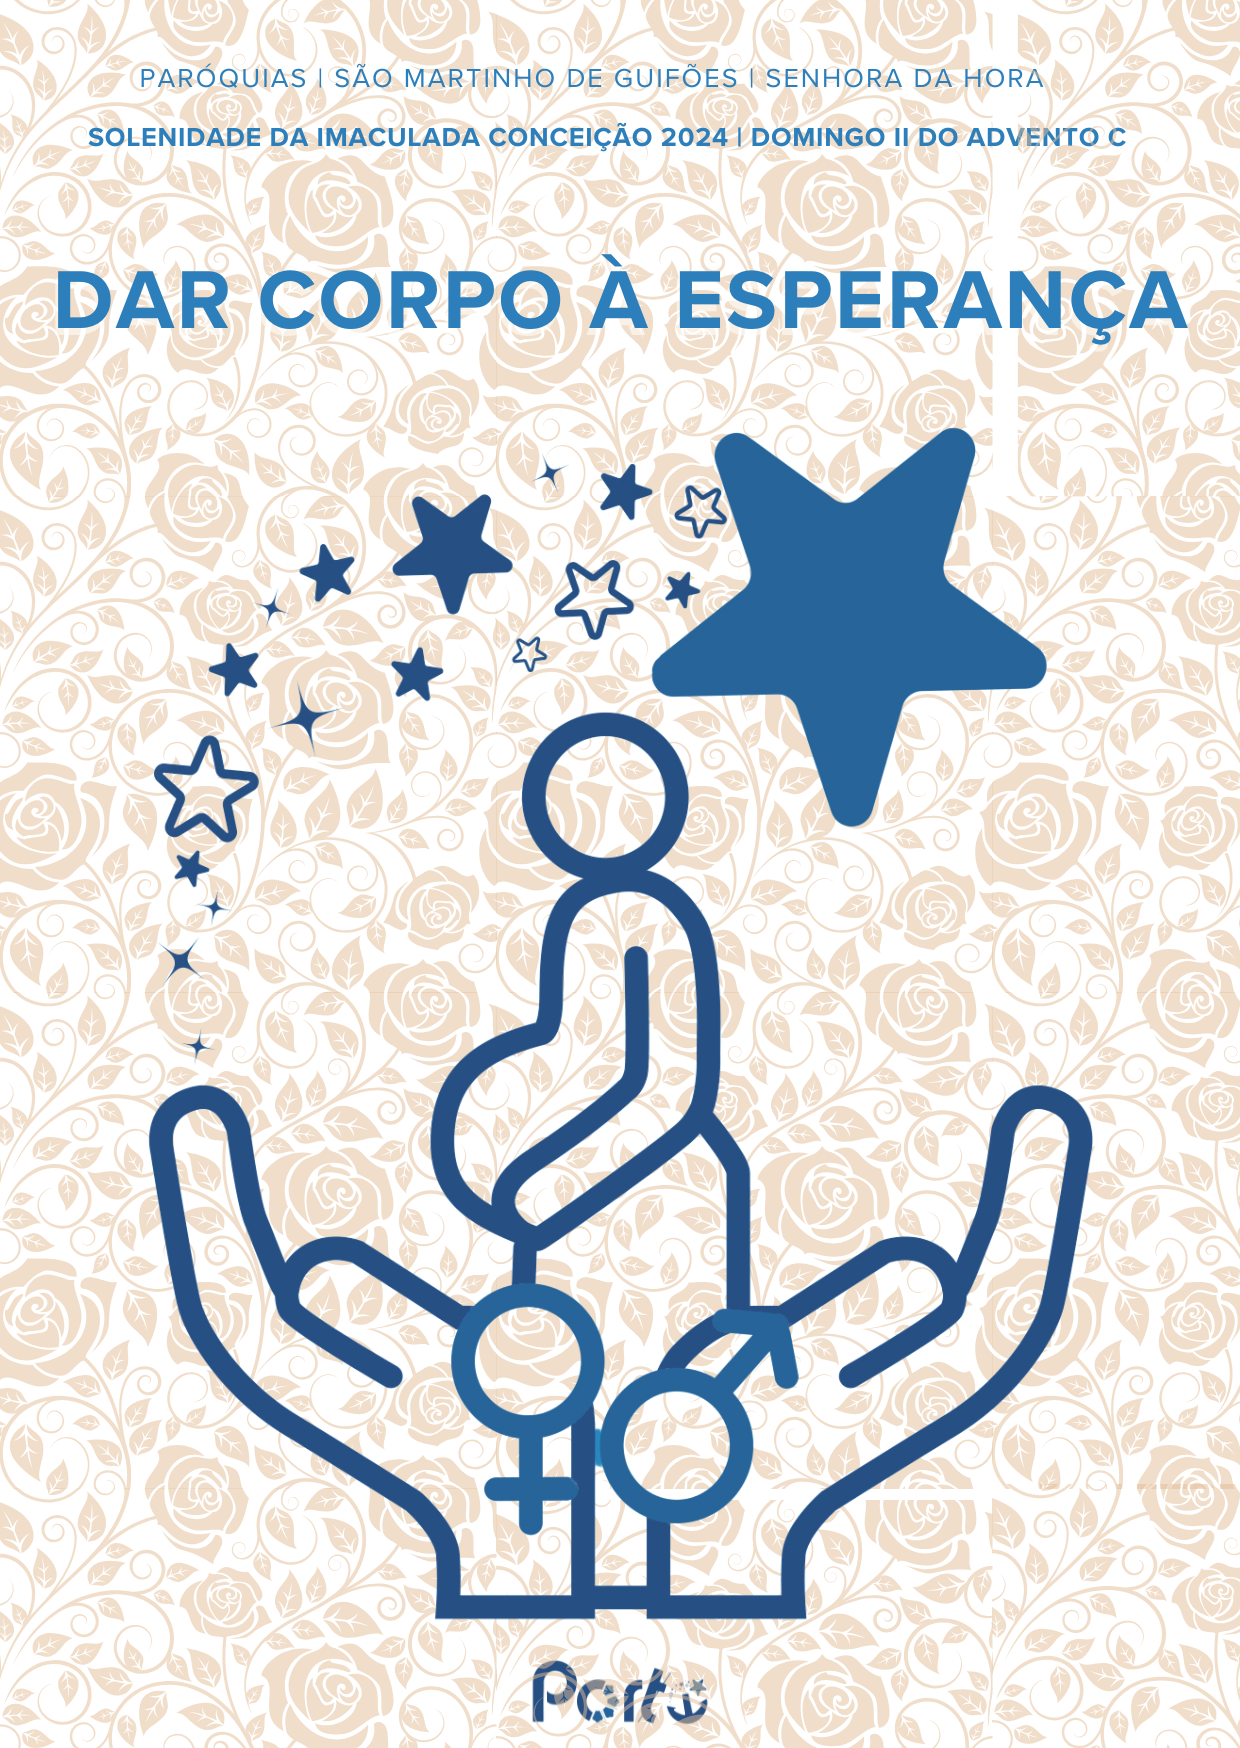 PARÓQUIAS | SÃO MARTINHO DE GUIFÕES | SENHORA DA HORA
SOLENIDADE DA IMACULADA CONCEIÇÃO 2024 | DOMINGO II DO ADVENTO C
DAR CORPO À ESPERANÇA
Porto